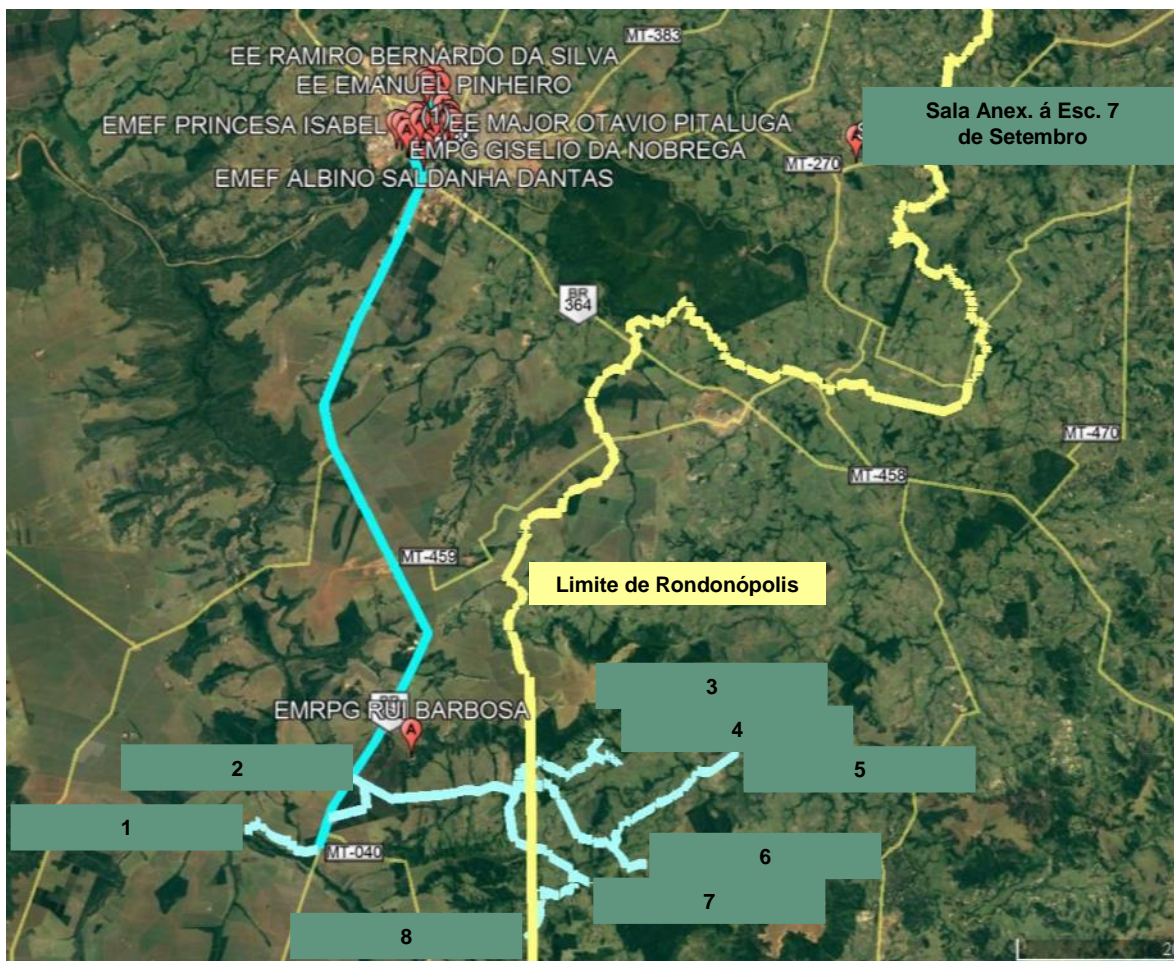 MT-383
EE RAMIRO BERNARDO DA SILVA
EE EMANUEL PINHEIRO
EMEF PRINCESA ISABEL
EE MAJOR OTAVIO PITALUGA
EMPG GISELIO DA NOBREGA
EMEF ALBINO SALDANHA DANTAS
Sala Anex. á Esc. 7
de Setembro
MT-270
BR
364
MT-470
MT-458
MT-459
Limite de Rondonópolis
EMRPG RUI BARBOSA
3
4
2
5
1
MT-040
6
7
8